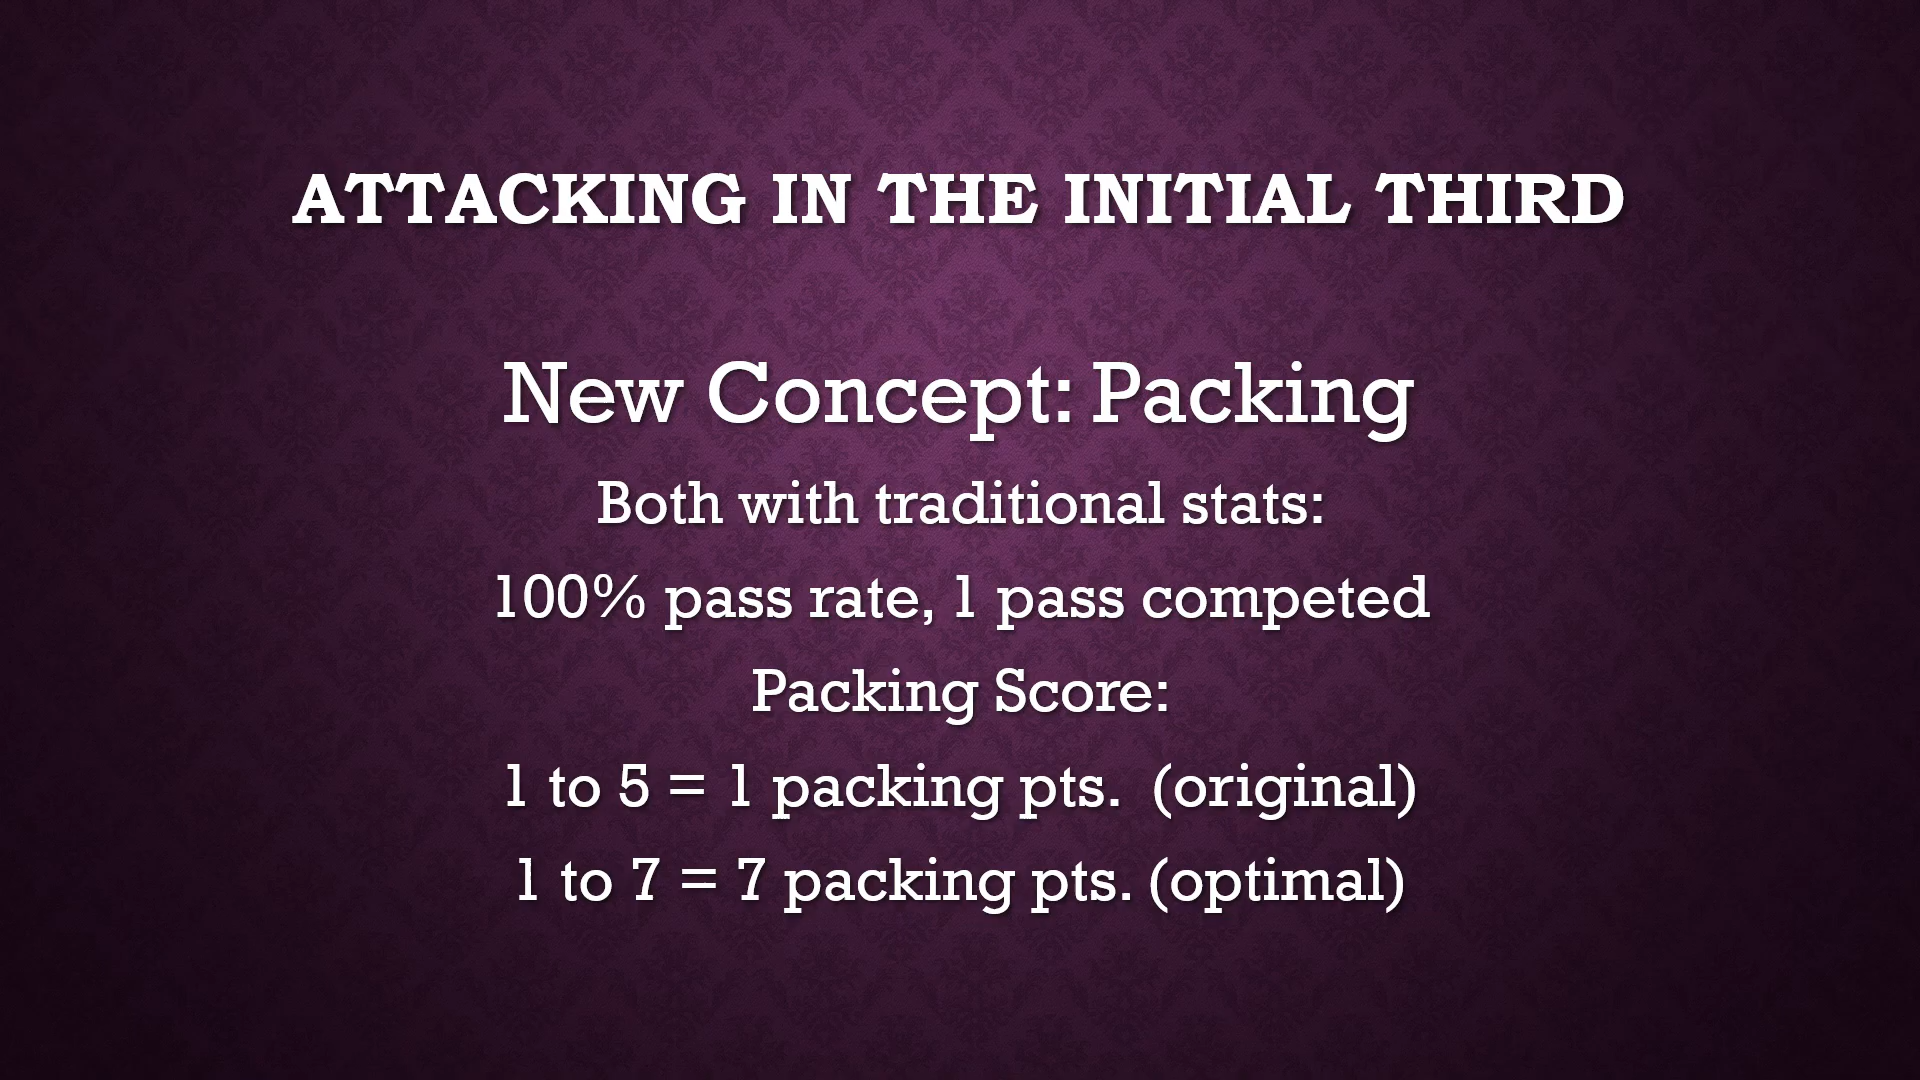 ATTACKING IN THE INITIAL THIRD
New Concept: Packing
Both with traditional stats:
100% pass rate, 1 pass competed
Packing Score:
1 to 5 = 1 packing pts.  (original)
1 to 7 = 7 packing pts. (optimal)